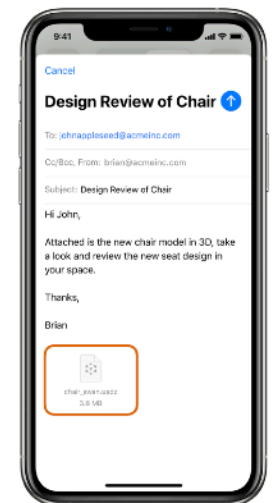 9:41
Cancel
Design Review of Chair
To: johnappleseed@acmeinc.com
Cc/Bcc, From: brian@acmeinc.com
Subject: Design Review of Chair
Hi John,
Attached is the new chair model in 3D, take
a look and review the new seat design in
your space.
Thanks,
Brian
chair_swan.usdz
3.8 MB